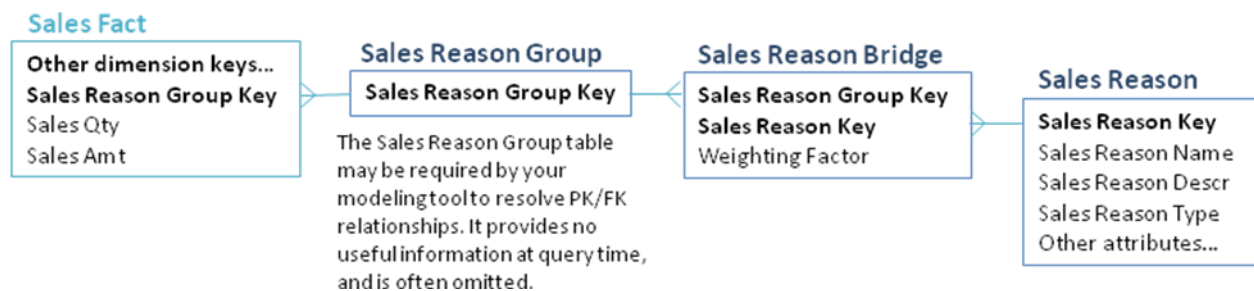 Sales Fact
Other dimension keys...
Sales Reason Group Key
Sales Qty
Sales Amt
Sales Reason Group
Sales Reason Group Key
The Sales Reason Group table
may be required by your
modeling tool to resolve PK/FK
relationships. It provides no
useful information at query time,
and is often omitted.
Sales Reason Bridge
Sales Reason Group Key
Sales Reason Key
Weighting Factor
Sales Reason
Sales Reason Key
Sales Reason Name
Sales Reason Descr
Sales Reason Type
Other attributes...